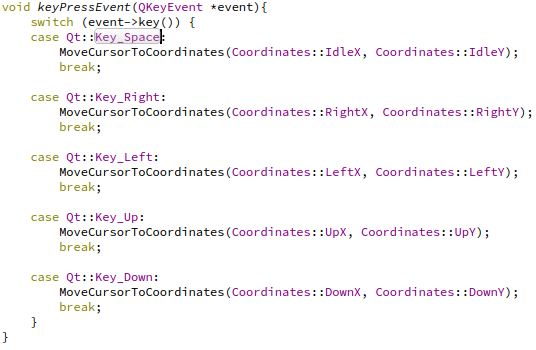 void keyPressEvent(QKeyEvent *event){
    switch (event->key()) {
    case Qt::Key_Space:
        MoveCursorToCoordinates(Coordinates::IdleX, Coordinates::IdleY);
        break;

    case Qt::Key_Right:
        MoveCursorToCoordinates(Coordinates::RightX, Coordinates::RightY);
        break;

    case Qt::Key_Left:
        MoveCursorToCoordinates(Coordinates::LeftX, Coordinates::LeftY);
        break;

    case Qt::Key_Up:
        MoveCursorToCoordinates(Coordinates::UpX, Coordinates::UpY);
        break;

    case Qt::Key_Down:
        MoveCursorToCoordinates(Coordinates::DownX, Coordinates::DownY);
        break;
    }
}